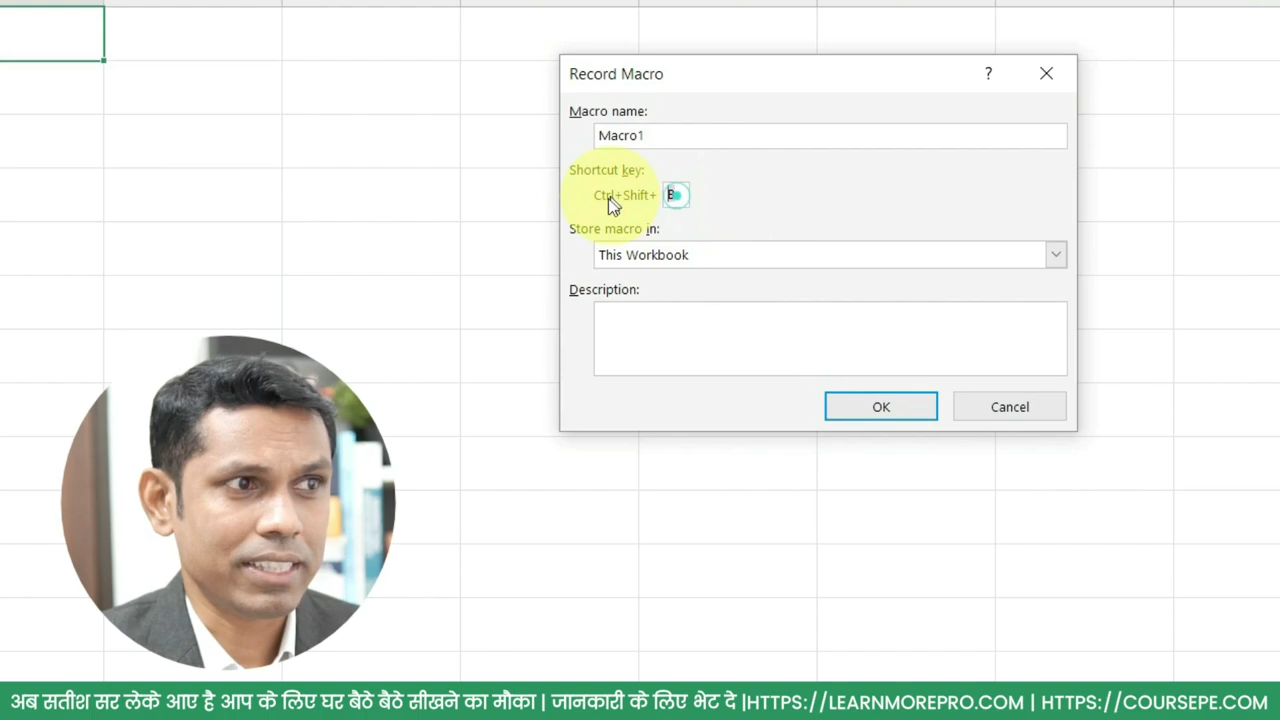 Record Macro
?
Macro name:
Macro1
Shortcut key:
Ctrl+Shift+
Store macro in:
This Workbook
Description:
OK
Cancel
अब सतीश सर लेके आए है आप के लिए घर बैठे बैठे सीखने का मौका | जानकारी के लिए भेट दे |HTTPS://LEARNMOREPRO.COM | HTTPS://COURSEPE.COM